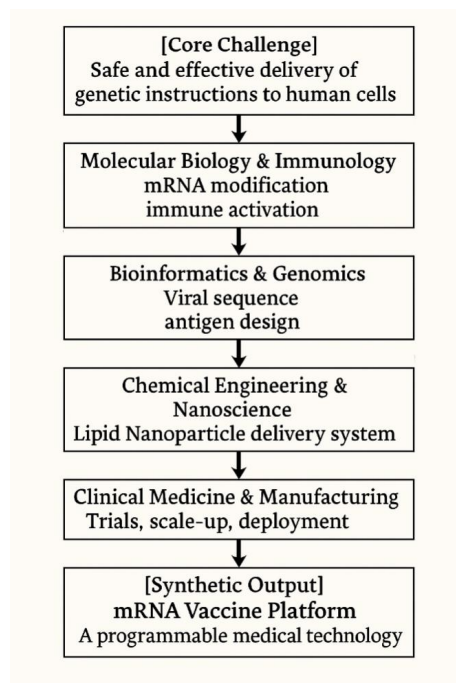 [Core Challenge]
Safe and effective delivery of
genetic instructions to human cells
Molecular Biology & Immunology
mRNA modification
immune activation
Bioinformatics & Genomics
Viral sequence
antigen design
Chemical Engineering &
Nanoscience
Lipid Nanoparticle delivery system
Clinical Medicine & Manufacturing
Trials, scale-up, deployment
[Synthetic Output]
mRNA Vaccine Platform
A programmable medical technology